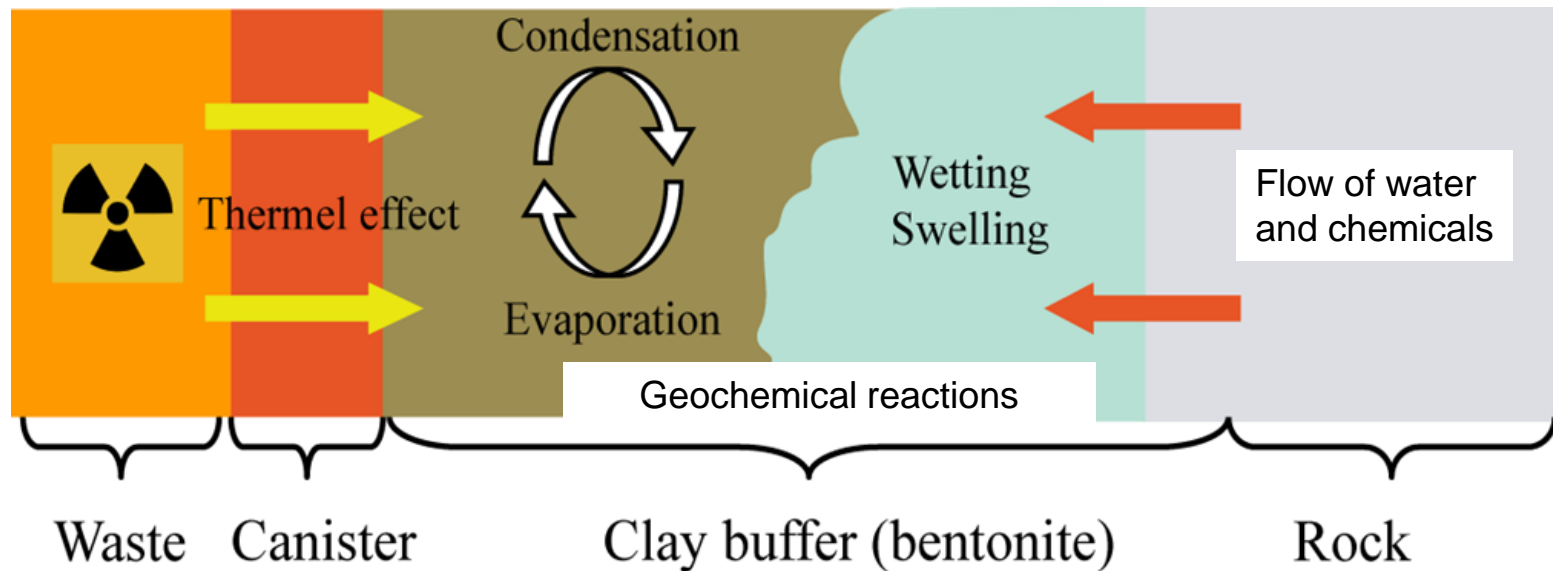 Condensation
Thermel effect
Evaporation
Wetting
Swelling
Flow of water
and chemicals
Geochemical reactions
Waste
Canister
Clay buffer (bentonite)
Rock